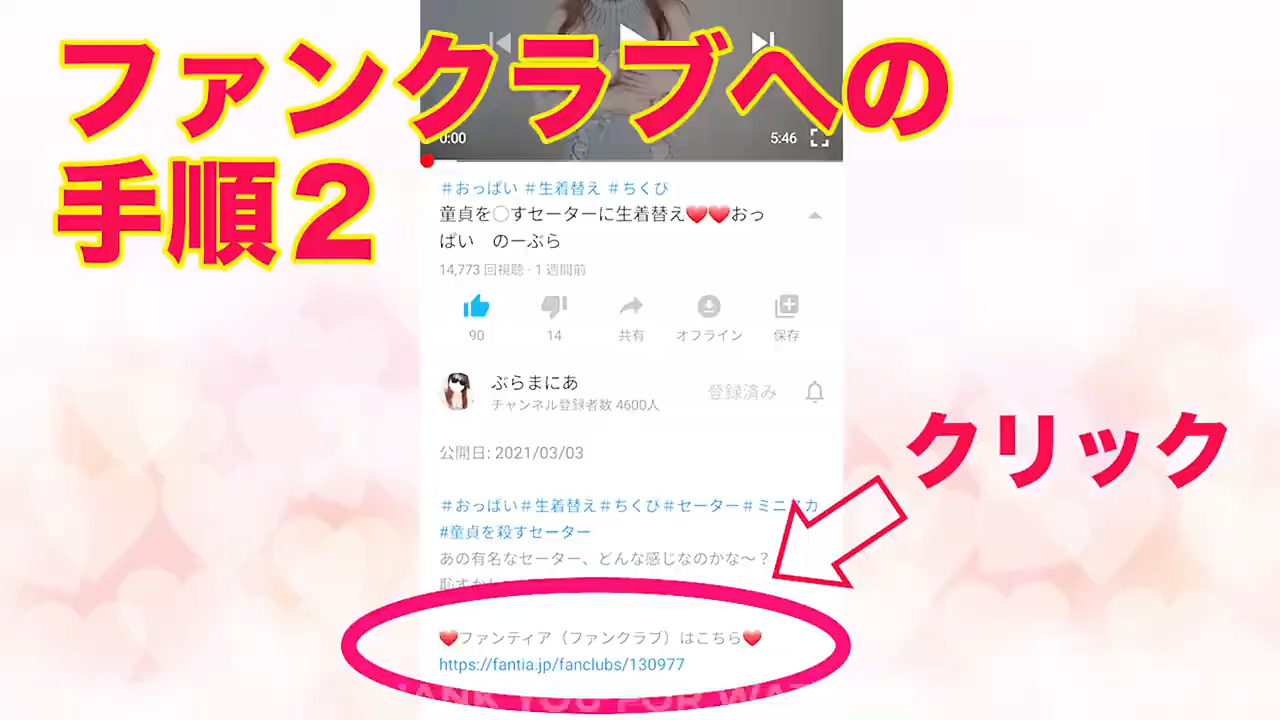 ファンクラブへの
手順２
0:00
5:46
＃おっぱい ＃生着替え ＃ちくび
童貞を◯すセーターに生着替え❤️❤️おっ
ぱい　のーぶら
14,773 回視聴 · 1 週間前
90
14
共有
オフライン
保存
ぶらまにあ
チャンネル登録者数 4600人
登録済み
クリック
公開日: 2021/03/03
＃おっぱい＃生着替え＃ちくび＃セーター＃ミニスカ
#童貞を殺すセーター
あの有名なセーター、どんな感じなのかな～？
❤️ファンティア（ファンクラブ）はこちら❤️
https://fantia.jp/fanclubs/130977